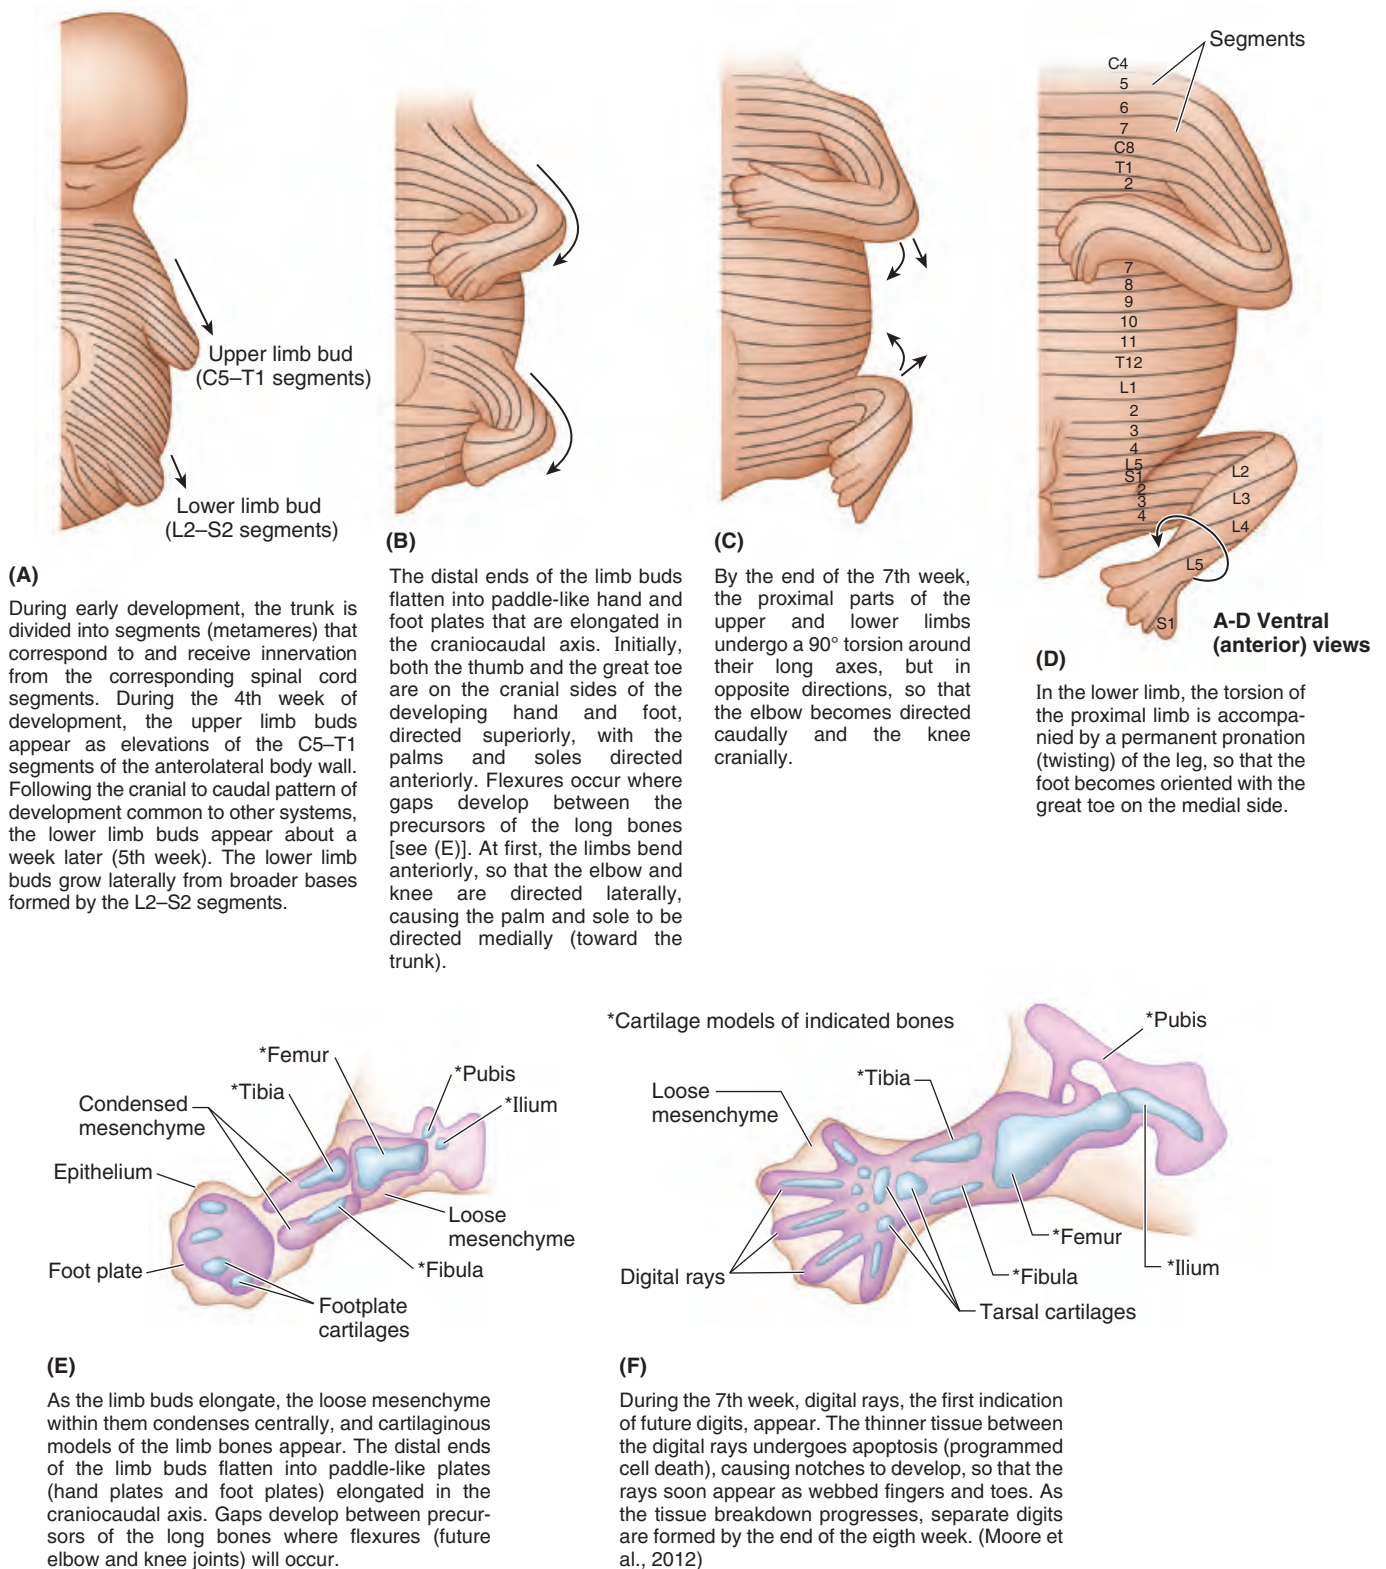 Upper limb bud
(C5–T1 segments)
Lower limb bud
(L2–S2 segments)
Segments
C4
5
6
7
C8
T1
2
7
8
9
10
11
T12
L1
2
3
4
L5
S1
2
3
4
L2
L3
L4
L5
S1
A-D Ventral
(anterior) views
(A)
During early development, the trunk is
divided into segments (metameres) that
correspond to and receive innervation
from the corresponding spinal cord
segments. During the 4th week of
development, the upper limb buds
appear as elevations of the C5–T1
segments of the anterolateral body wall.
Following the cranial to caudal pattern of
development common to other systems,
the lower limb buds appear about a
week later (5th week). The lower limb
buds grow laterally from broader bases
formed by the L2–S2 segments.
(B)
The distal ends of the limb buds
flatten into paddle-like hand and
foot plates that are elongated in
the craniocaudal axis. Initially,
both the thumb and the great toe
are on the cranial sides of the
developing hand and foot,
directed superiorly, with the
palms and soles directed
anteriorly. Flexures occur where
gaps develop between the
precursors of the long bones
[see (E)]. At first, the limbs bend
anteriorly, so that the elbow and
knee are directed laterally,
causing the palm and sole to be
directed medially (toward the
trunk).
(C)
By the end of the 7th week,
the proximal parts of the
upper and lower limbs
undergo a 90° torsion around
their long axes, but in
opposite directions, so that
the elbow becomes directed
caudally and the knee
cranially.
(D)
In the lower limb, the torsion of
the proximal limb is accompa-
nied by a permanent pronation
(twisting) of the leg, so that the
foot becomes oriented with the
great toe on the medial side.
*Femur
*Tibia
*Pubis
*Ilium
Condensed
mesenchyme
Epithelium
Foot plate
Loose
mesenchyme
*Fibula
Footplate
cartilages
*Cartilage models of indicated bones
*Pubis
*Tibia
Loose
mesenchyme
*Femur
*Ilium
*Fibula
Digital rays
Tarsal cartilages
(E)
As the limb buds elongate, the loose mesenchyme
within them condenses centrally, and cartilaginous
models of the limb bones appear. The distal ends
of the limb buds flatten into paddle-like plates
(hand plates and foot plates) elongated in the
craniocaudal axis. Gaps develop between precur-
sors of the long bones where flexures (future
elbow and knee joints) will occur.
(F)
During the 7th week, digital rays, the first indication
of future digits, appear. The thinner tissue between
the digital rays undergoes apoptosis (programmed
cell death), causing notches to develop, so that the
rays soon appear as webbed fingers and toes. As
the tissue breakdown progresses, separate digits
are formed by the end of the eigth week. (Moore et
al., 2012)